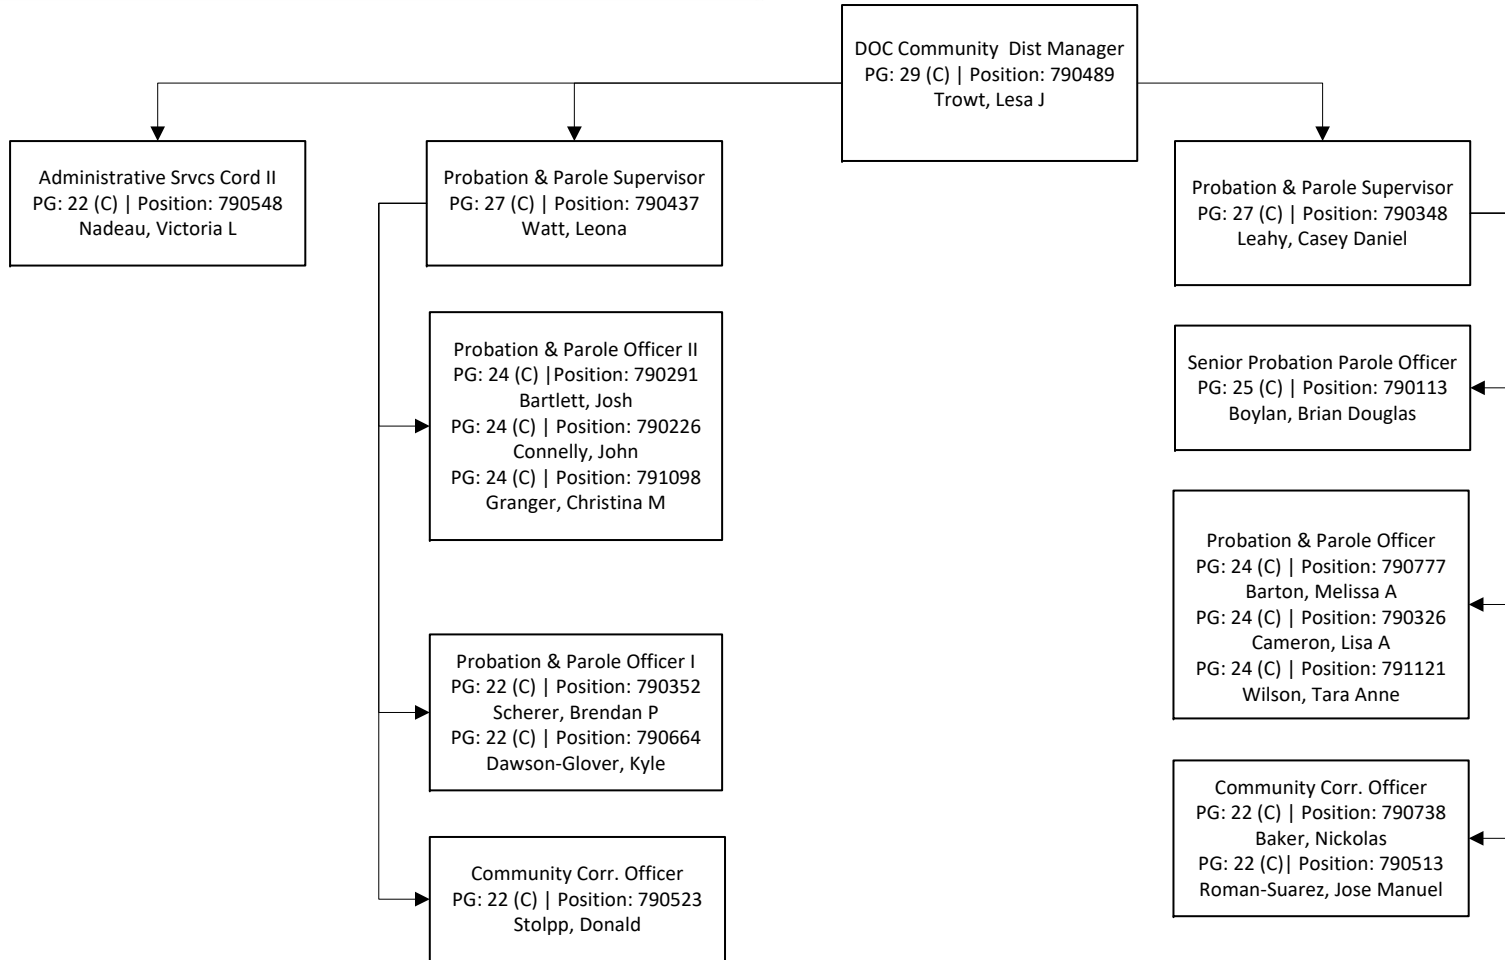 DOC Community  Dist Manager
PG: 29 (C) | Position: 790489
Trowt, Lesa J
Administrative Srvcs Cord II
PG: 22 (C) | Position: 790548
Nadeau, Victoria L
Probation & Parole Supervisor
PG: 27 (C) | Position: 790437
Watt, Leona
Probation & Parole Officer II
PG: 24 (C) |Position: 790291
Bartlett, Josh
PG: 24 (C) | Position: 790226
Connelly, John
PG: 24 (C) | Position: 791098
Granger, Christina M
Probation & Parole Officer I
PG: 22 (C) | Position: 790352
Scherer, Brendan P
PG: 22 (C) | Position: 790664
Dawson-Glover, Kyle
Community Corr. Officer
PG: 22 (C) | Position: 790523
Stolpp, Donald
Probation & Parole Supervisor
PG: 27 (C) | Position: 790348
Leahy, Casey Daniel
Senior Probation Parole Officer
PG: 25 (C) | Position: 790113
Boylan, Brian Douglas
Probation & Parole Officer
PG: 24 (C) | Position: 790777
Barton, Melissa A
PG: 24 (C) | Position: 790326
Cameron, Lisa A
PG: 24 (C) | Position: 791121
Wilson, Tara Anne
Community Corr. Officer
PG: 22 (C) | Position: 790738
Baker, Nickolas
PG: 22 (C)| Position: 790513
Roman-Suarez, Jose Manuel